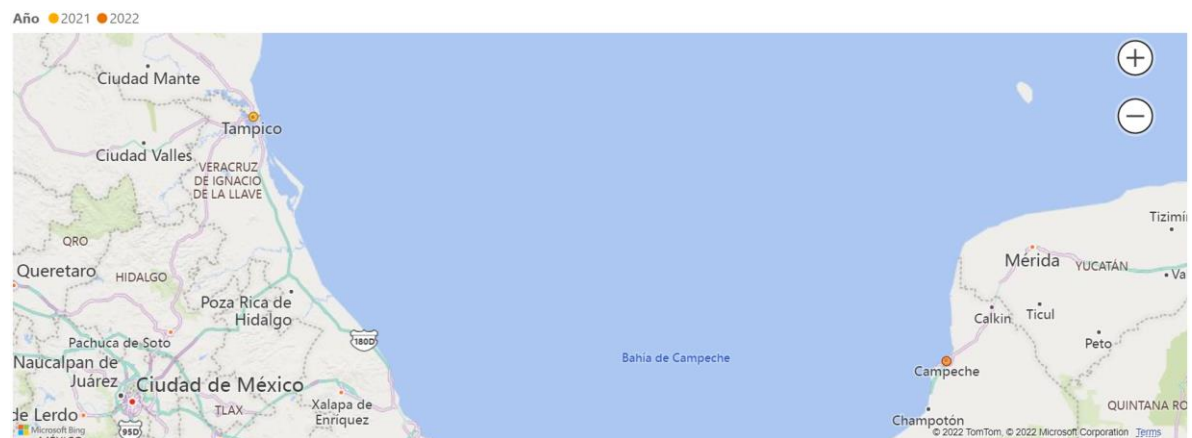 Año 2021 2022
Ciudad Mante
Tampico
Ciudad Valles
VERACRUZ
DE IGNACIO
DE LA LLAVE
Tizimí
QRO
Mérida
YUCATÁN
Queretaro
HIDALGO
Va
Poza Rica de
Hidalgo
Calkin
Ticul
180D
Pachuca de Soto
Peto
Bahía de Campeche
Naucalpan de
Juárez
Campeche
Ciudad de México
Xalapa de
Enríquez
TLAX
QUINTANA RO
de Lerdo
Champotón
Microsoft Bing
95D
© 2022 TomTom, © 2022 Microsoft Corporation Terms